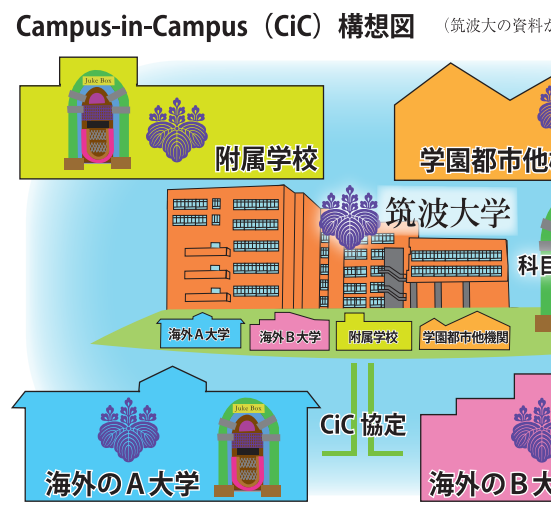 Campus-in-Campus（CiC）構想図
（筑波大の資料か
Juke Box
附属学校
学園都市他
筑波大学
科目
海外A大学
海外B大学
附属学校
学園都市他機関
Juke Box
CiC 協定
海外のA大学
海外のB大